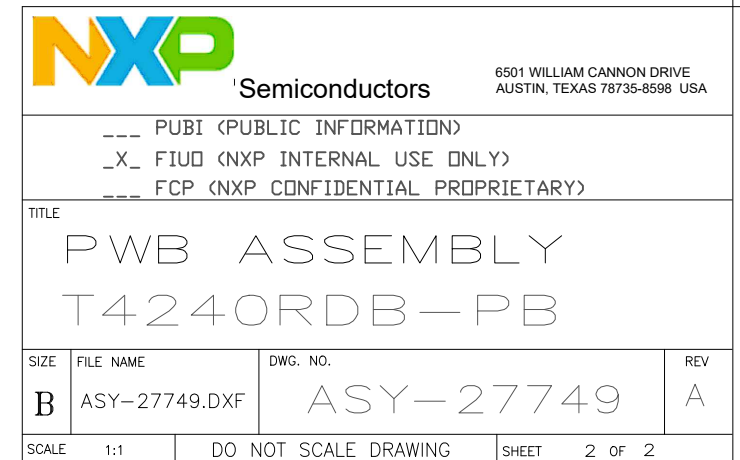 NXP
Semiconductors
6501 WILLIAM CANNON DRIVE
AUSTIN, TEXAS 78735-8598 USA
___ PUBI (PUBLIC INFORMATION)
_X_ FIUO (NXP INTERNAL USE ONLY)
___ FCP (NXP CONFIDENTIAL PROPRIETARY)
TITLE
PWB ASSEMBLY
T4240RDB-PB
SIZE
B
FILE NAME
ASY-27749.DXF
DWG. NO.
ASY-27749
REV
A
SCALE 1:1
DO NOT SCALE DRAWING
SHEET 2 OF 2